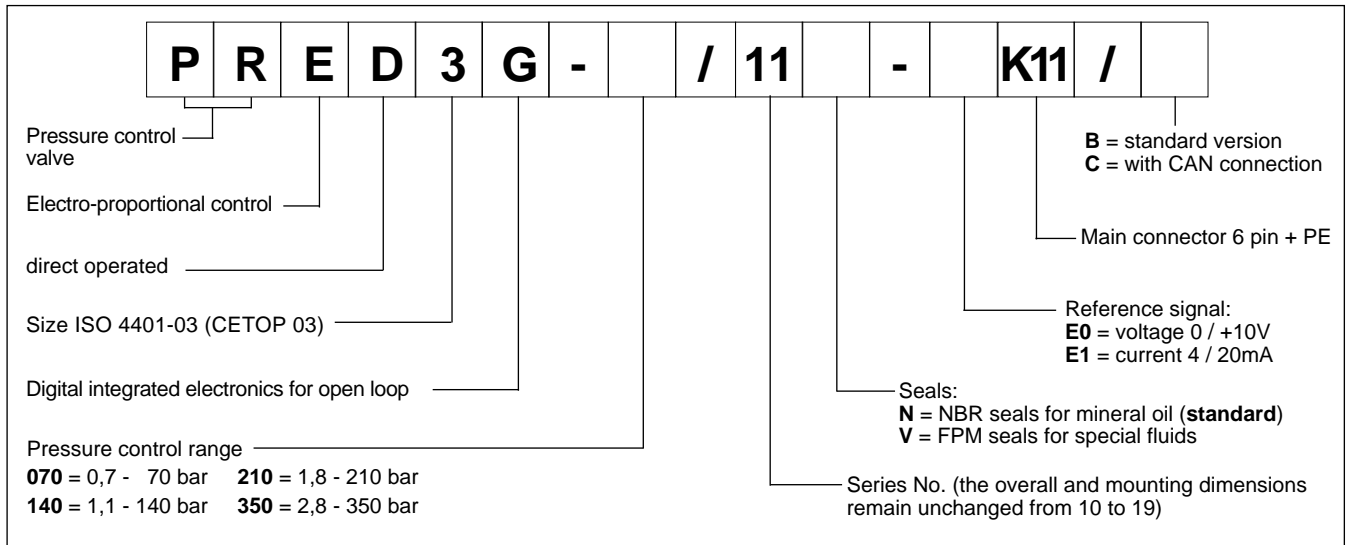 P R E D 3 G - / 11 - K11 /
Pressure control
valve
Electro-proportional control
direct operated
Size ISO 4401-03 (CETOP 03)
Digital integrated electronics for open loop
Pressure control range
070 = 0,7 - 70 bar 210 = 1,8 - 210 bar
140 = 1,1 - 140 bar 350 = 2,8 - 350 bar
B = standard version
C = with CAN connection
Main connector 6 pin + PE
Reference signal:
E0 = voltage 0 / +10V
E1 = current 4 / 20mA
Seals:
N = NBR seals for mineral oil (standard)
V = FPM seals for special fluids
Series No. (the overall and mounting dimensions
remain unchanged from 10 to 19)